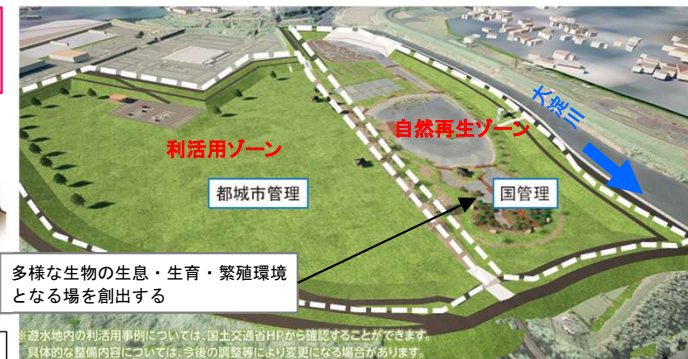 大淀川
自然再生ゾーン
利活用ゾーン
都城市管理
国管理
多様な生物の生息・生育・繁殖環境
となる場を創出する
※遊水地内の利活用事例については、国土交通省HPから確認することができます。
具体的な整備内容については、今後の調整等により変更になる場合があります。